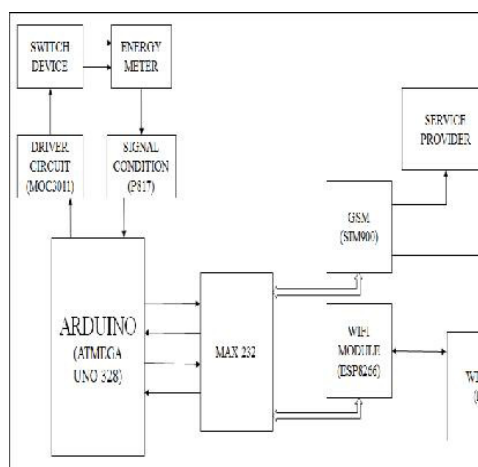 SWITCH
DEVICE
ENERGY
METER
DRIVER
CIRCUIT
(MOC3011)
SIGNAL
CONDITION
(P817)
SERVICE
PROVIDER
GSM
(SIM900)
ARDUINO
(ATMEGA
UNO 328)
MAX 232
WIFI
MODULE
(ESP8266)